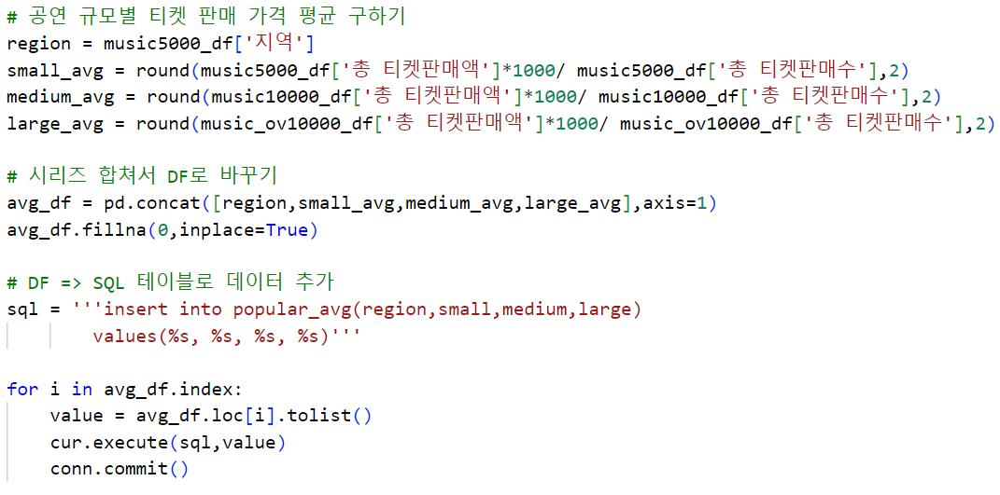 # 공연 규모별 티켓 판매 가격 평균 구하기
region = music5000_df['지역']
small_avg = round(music5000_df['총 티켓판매액']*1000/ music5000_df['총 티켓판매수'],2)
medium_avg = round(music10000_df['총 티켓판매액']*1000/ music10000_df['총 티켓판매수'],2)
large_avg = round(music_ov10000_df['총 티켓판매액']*1000/ music_ov10000_df['총 티켓판매수'],2)

# 시리즈 합쳐서 DF로 바꾸기
avg_df = pd.concat([region,small_avg,medium_avg,large_avg],axis=1)
avg_df.fillna(0,inplace=True)

# DF => SQL 테이블로 데이터 추가
sql = '''insert into popular_avg(region,small,medium,large)
        values(%s, %s, %s, %s)'''

for i in avg_df.index:
    value = avg_df.loc[i].tolist()
    cur.execute(sql,value)
    conn.commit()